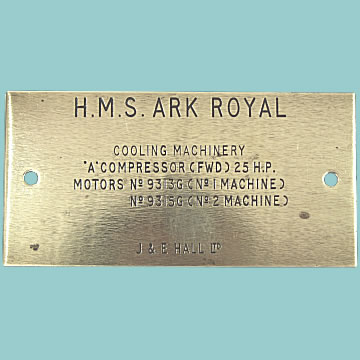 H.M.S. ARK ROYAL
COOLING MACHINERY
"A" COMPRESSOR (FWD) 25 H.P.
MOTORS Nº 9313G (Nº 1 MACHINE)
Nº 9315G (Nº 2 MACHINE)
J & E HALL LTD